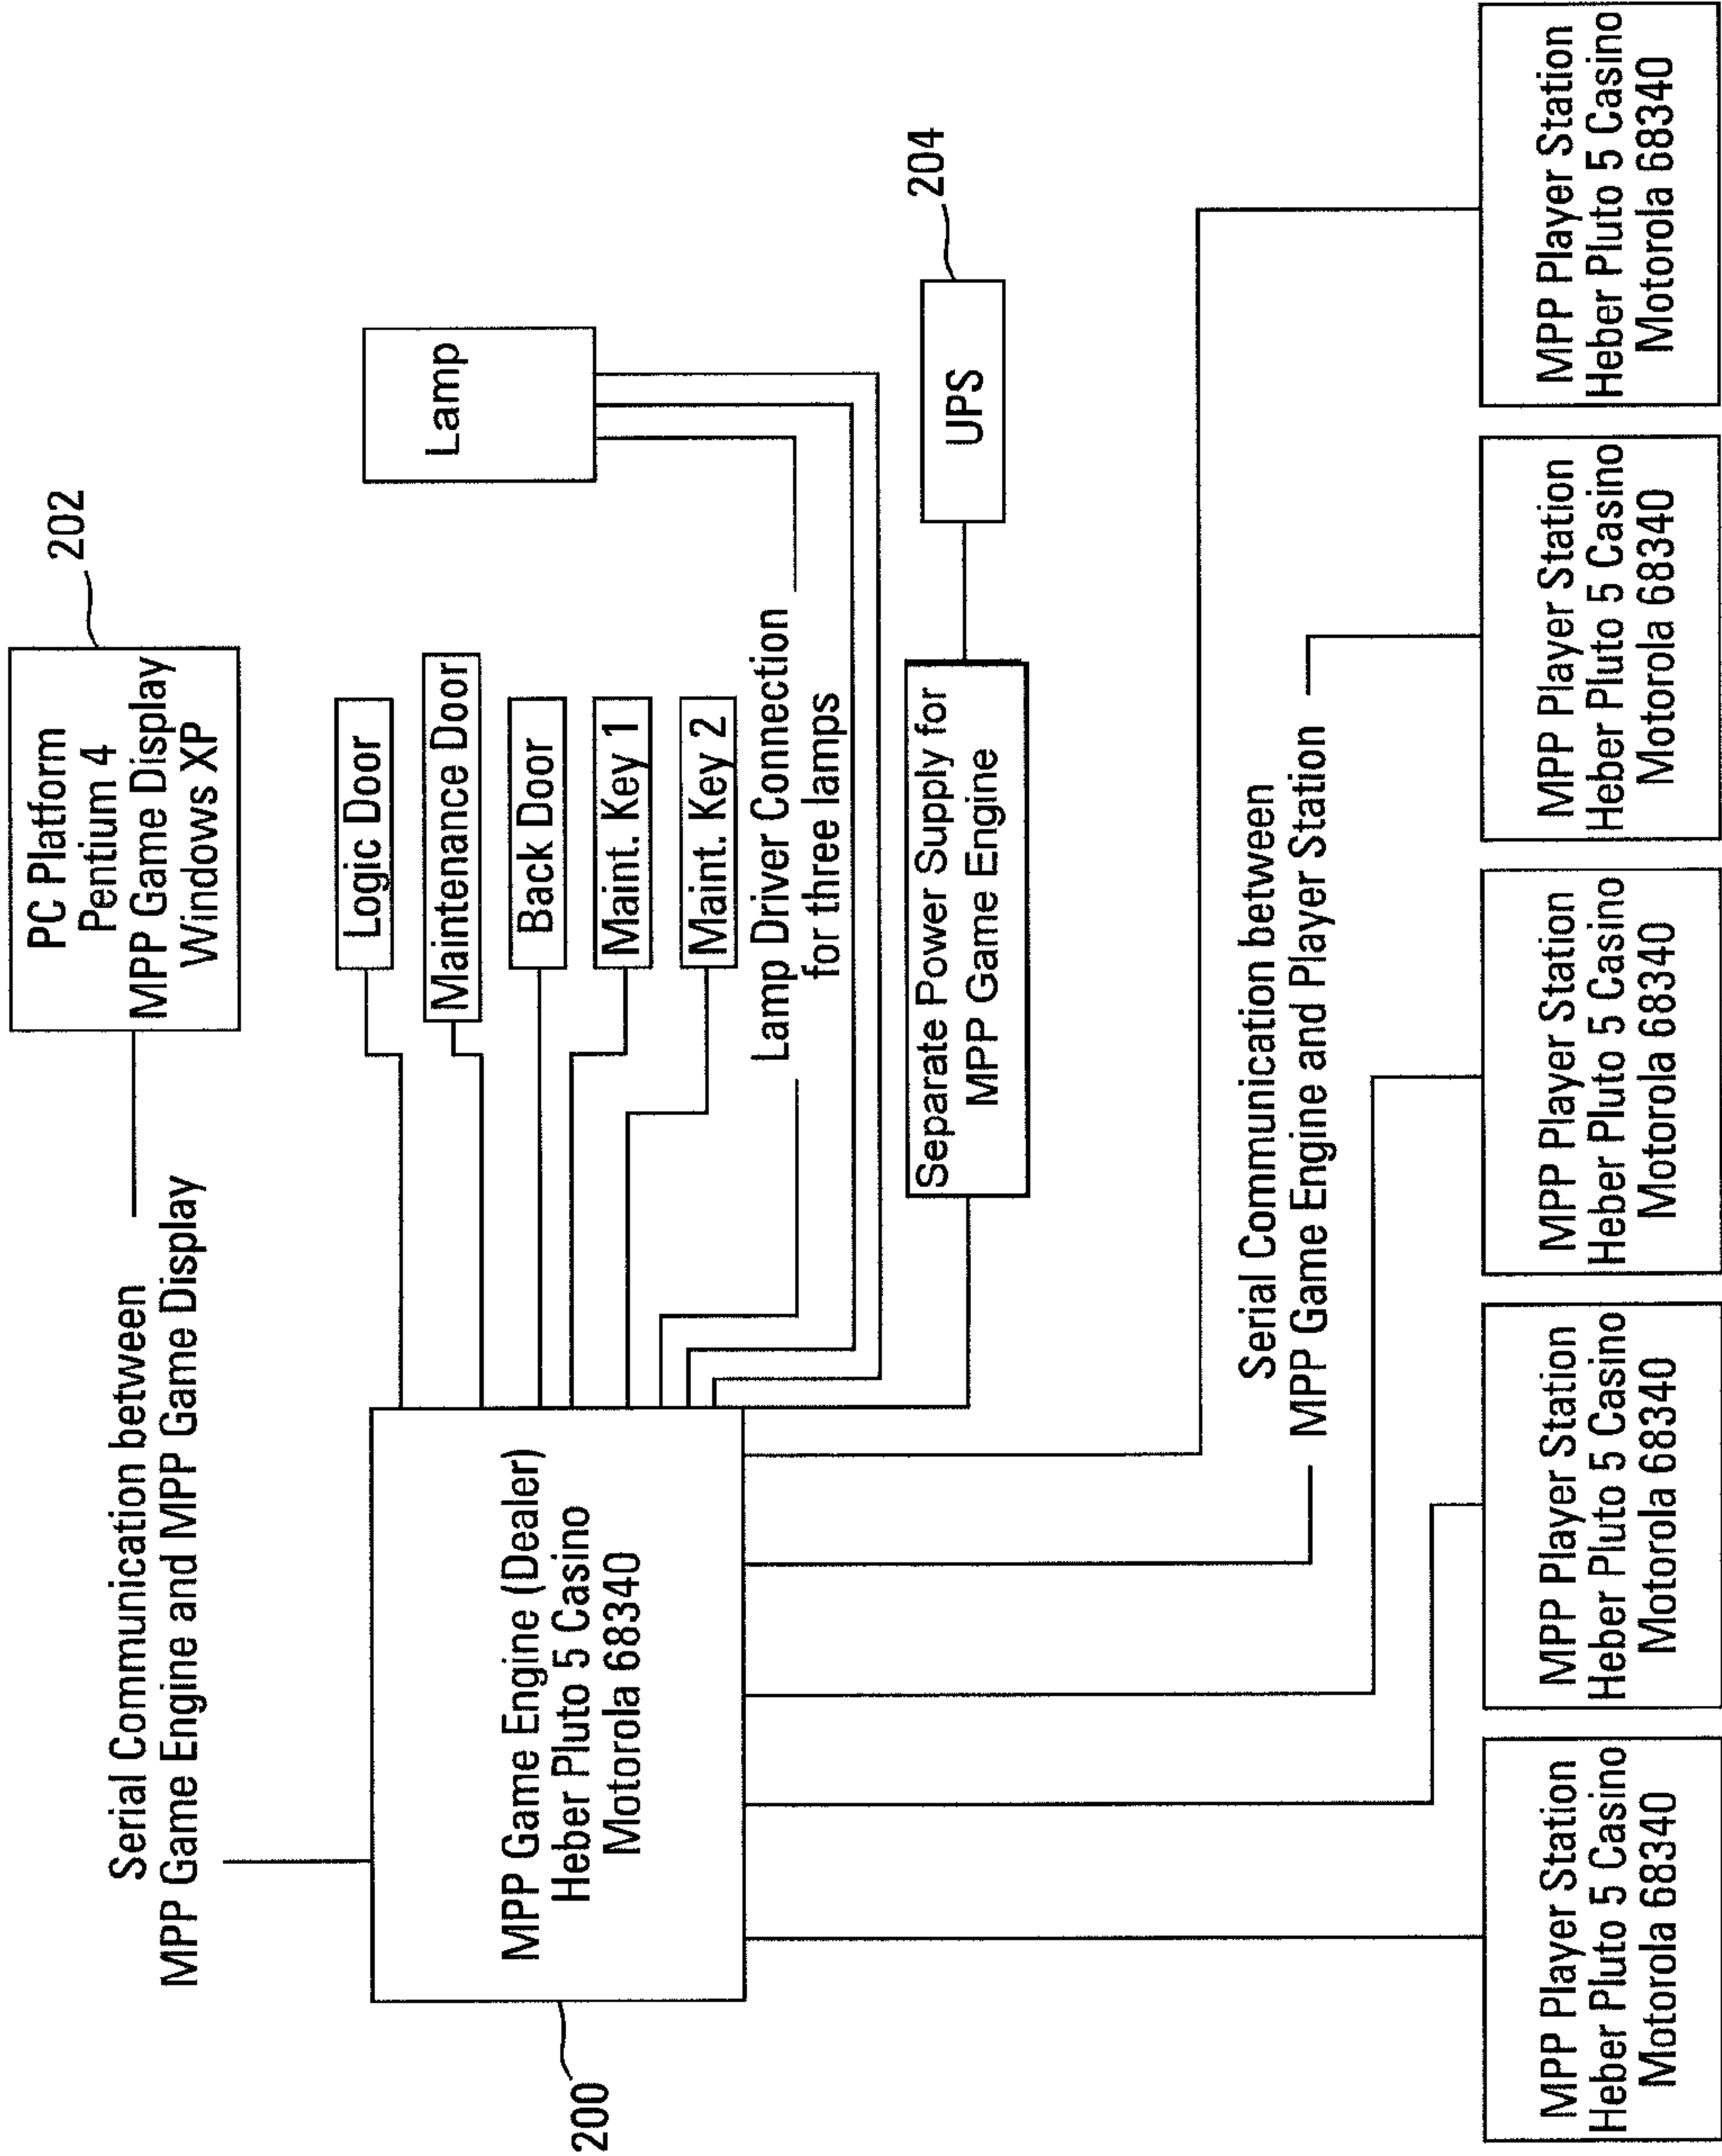 PC Platform
Pentium 4
MPP Game Display
Windows XP
202
Serial Communication between
MPP Game Engine and MPP Game Display
Logic Door
Maintenance Door
Back Door
Maint. Key 1
Maint. Key 2
Lamp
Lamp Driver Connection
for three lamps
MPP Game Engine (Dealer)
Heber Pluto 5 Casino
Motorola 68340
200
Separate Power Supply for
MPP Game Engine
UPS
204
Serial Communication between
MPP Game Engine and Player Station
MPP Player Station
Heber Pluto 5 Casino
Motorola 68340
MPP Player Station
Heber Pluto 5 Casino
Motorola 68340
MPP Player Station
Heber Pluto 5 Casino
Motorola 68340
MPP Player Station
Heber Pluto 5 Casino
Motorola 68340
MPP Player Station
Heber Pluto 5 Casino
Motorola 68340